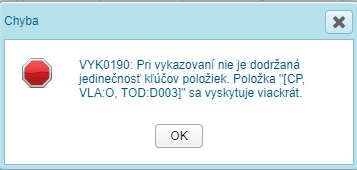 Chyba
VYK0190: Pri vykazovaní nie je dodržaná
jedinečnosť kľúčov položiek. Položka "[CP,
VLA:O, TOD:D003]" sa vyskytuje viackrát.
OK